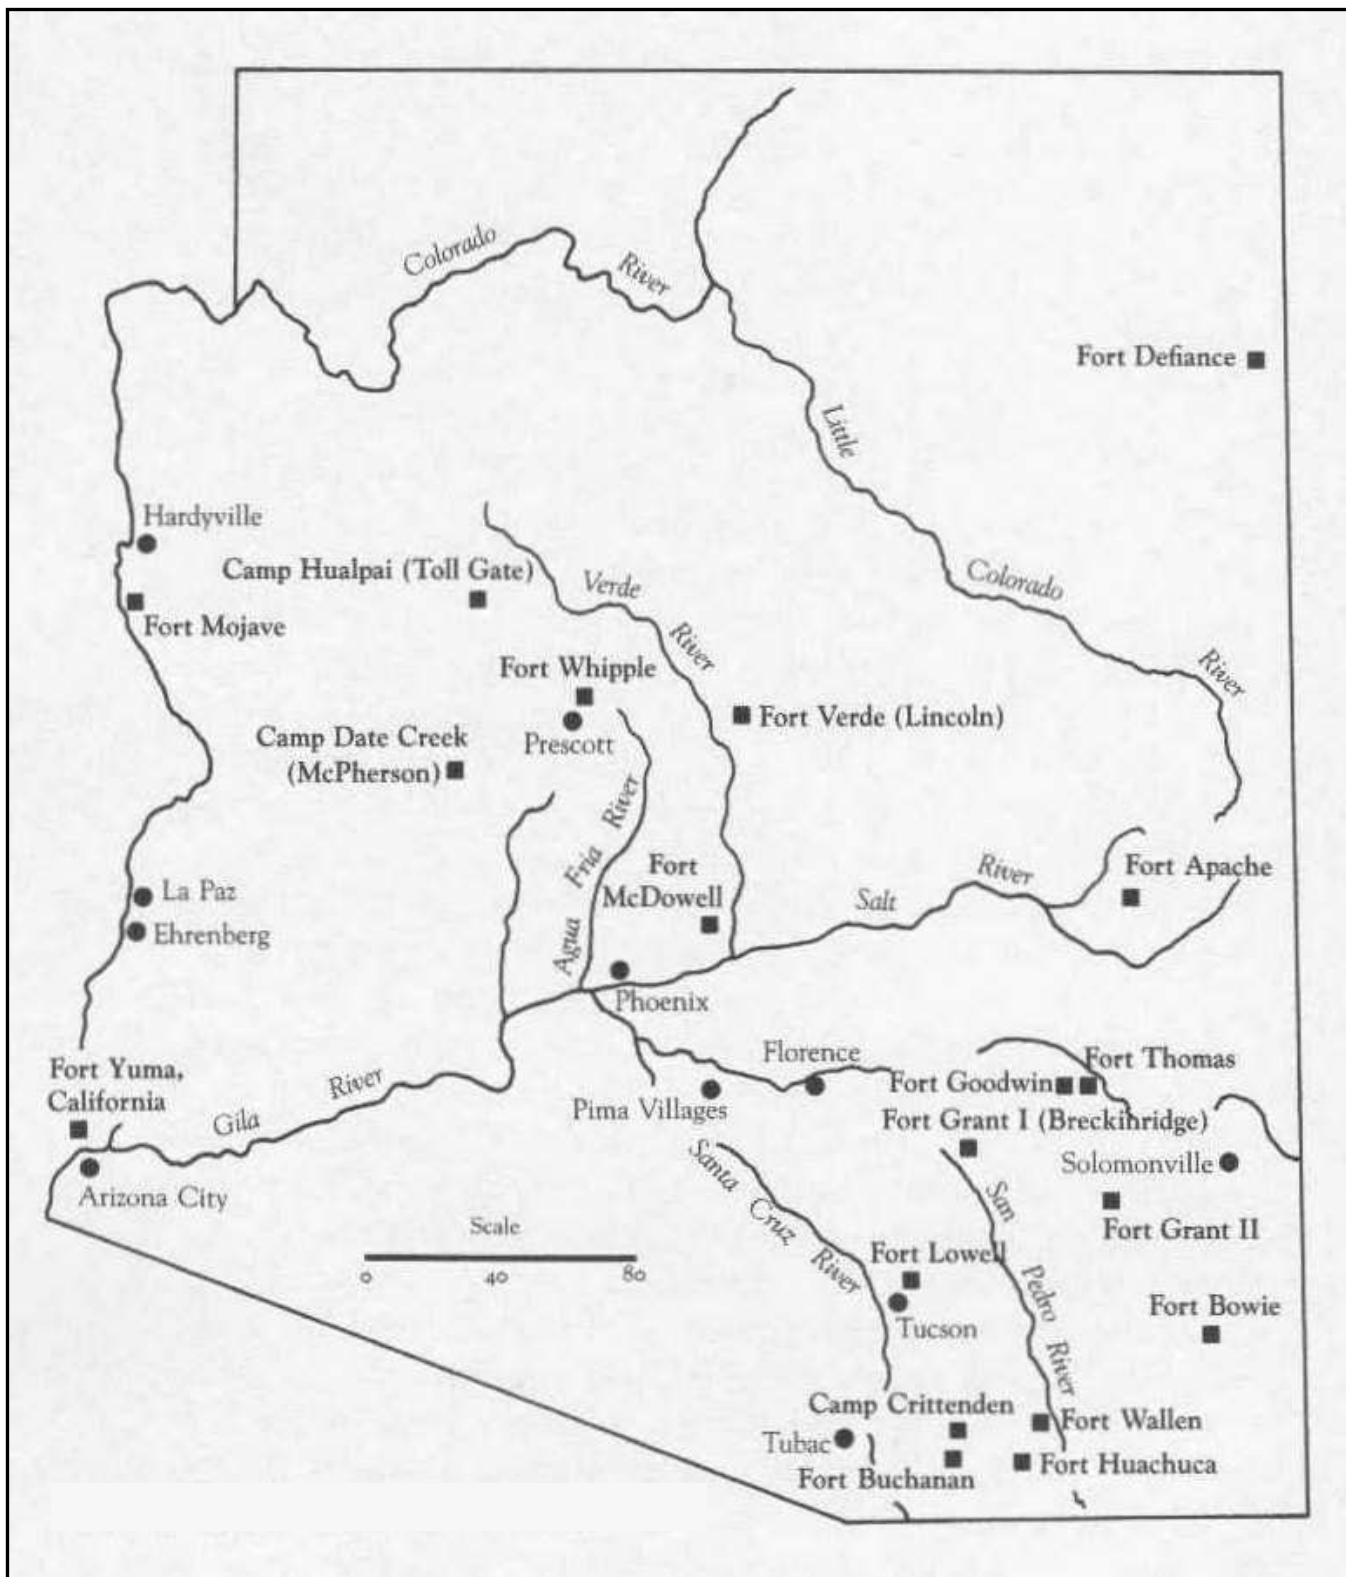 Colorado
River
Fort Defiance
Little
Hardyville
Camp Hualpai (Toll Gate)
Verde
Colorado
Fort Mojave
River
Fort Whipple
River
Fort Verde (Lincoln)
Prescott
Camp Date Creek
(McPherson)
Agua Fria River
Fort
McDowell
Salt
River
Fort Apache
La Paz
Ehrenberg
Phoenix
Florence
Fort Thomas
Fort Yuma,
California
Gila
River
Pima Villages
Fort Goodwin
Fort Grant I (Breckinridge)
Solomonville
Arizona City
Santa Cruz River
San Pedro River
Fort Grant II
Scale
0 40 80
Fort Lowell
Tucson
Fort Bowie
Camp Crittenden
Fort Wallen
Tubac
Fort Buchanan
Fort Huachuca